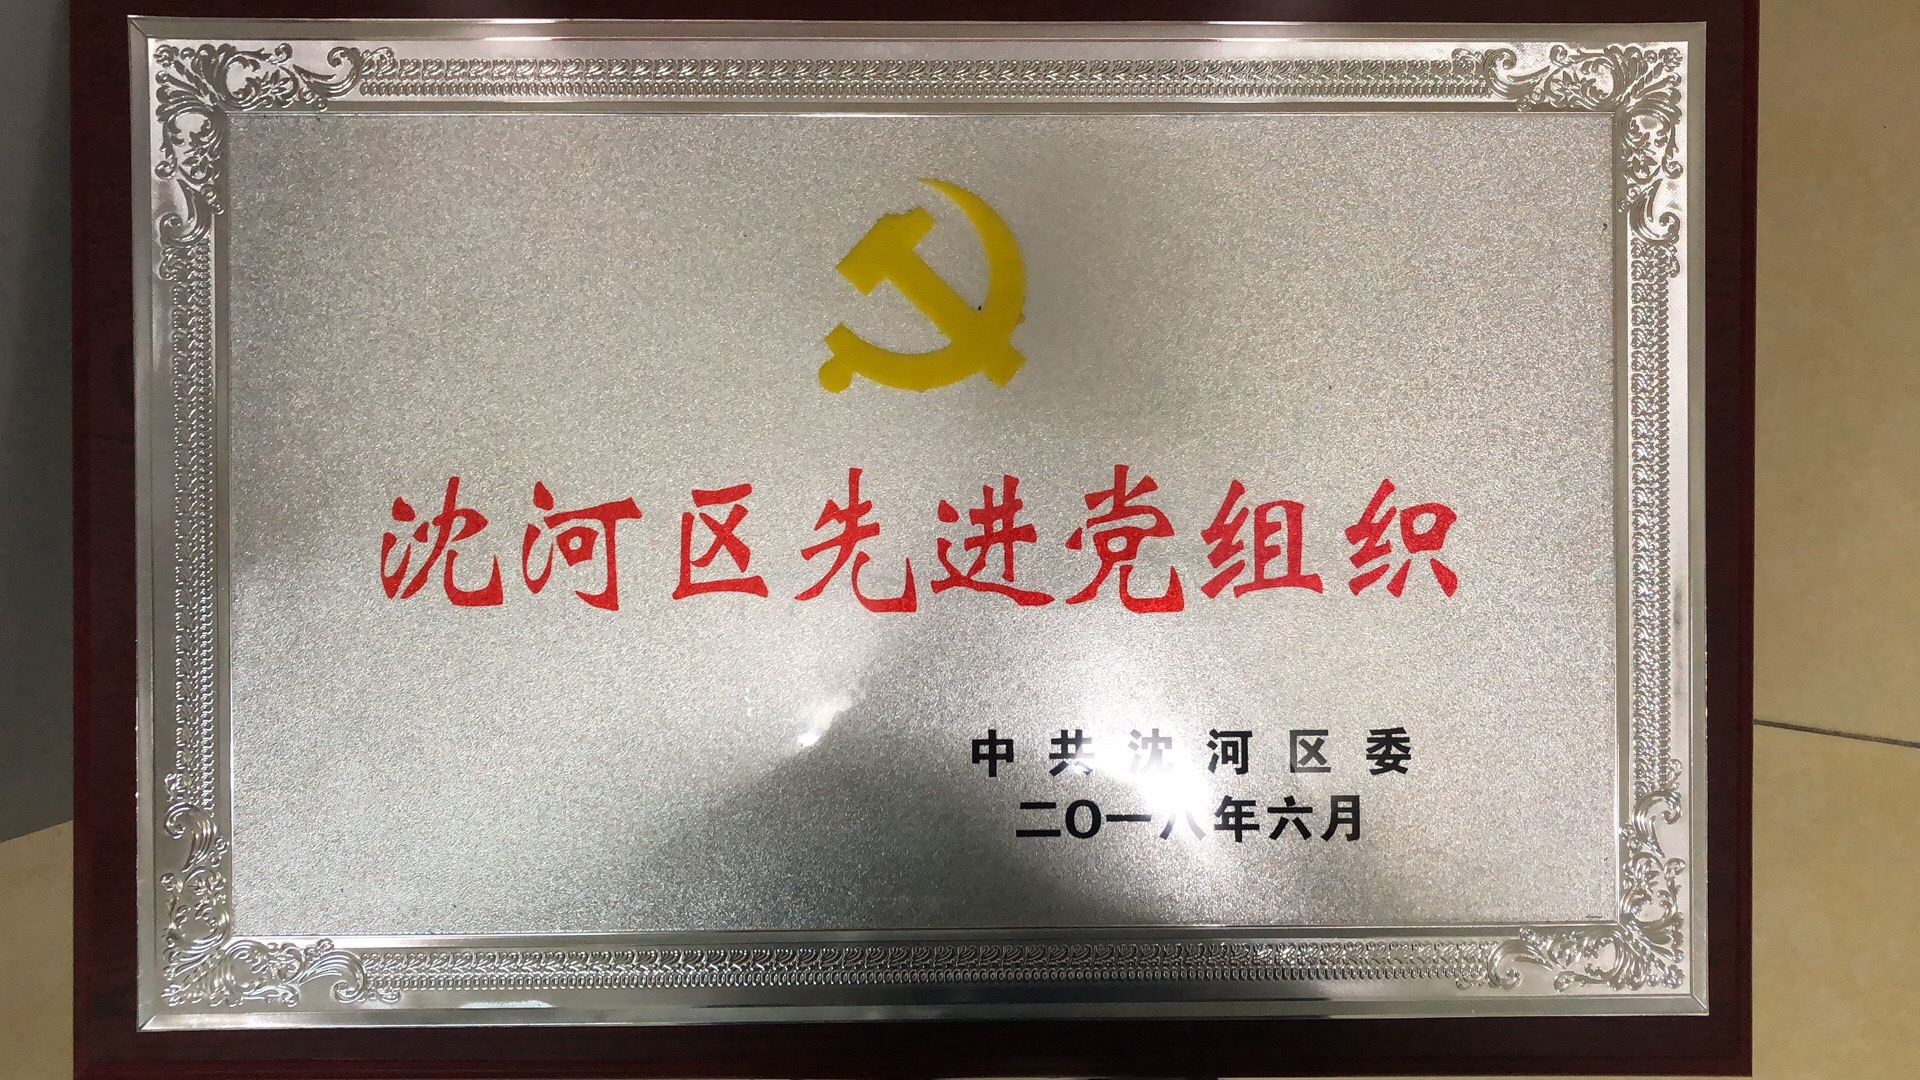 沈河区先进党组织
中共沈河区委
二〇一八年六月